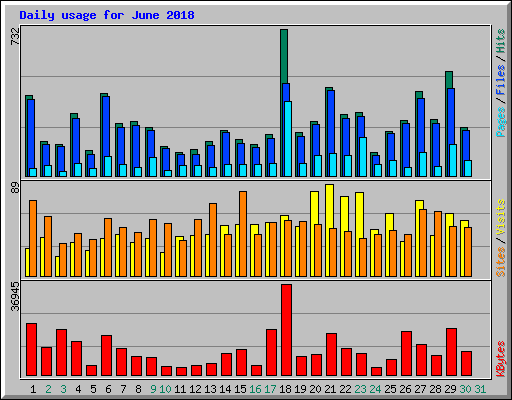 Daily usage for June 2018
732
Pages / Files / Hits
89
Sites / Visits
36945
KBytes
1 2 3 4 5 6 7 8 9 10 11 12 13 14 15 16 17 18 19 20 21 22 23 24 25 26 27 28 29 30 31